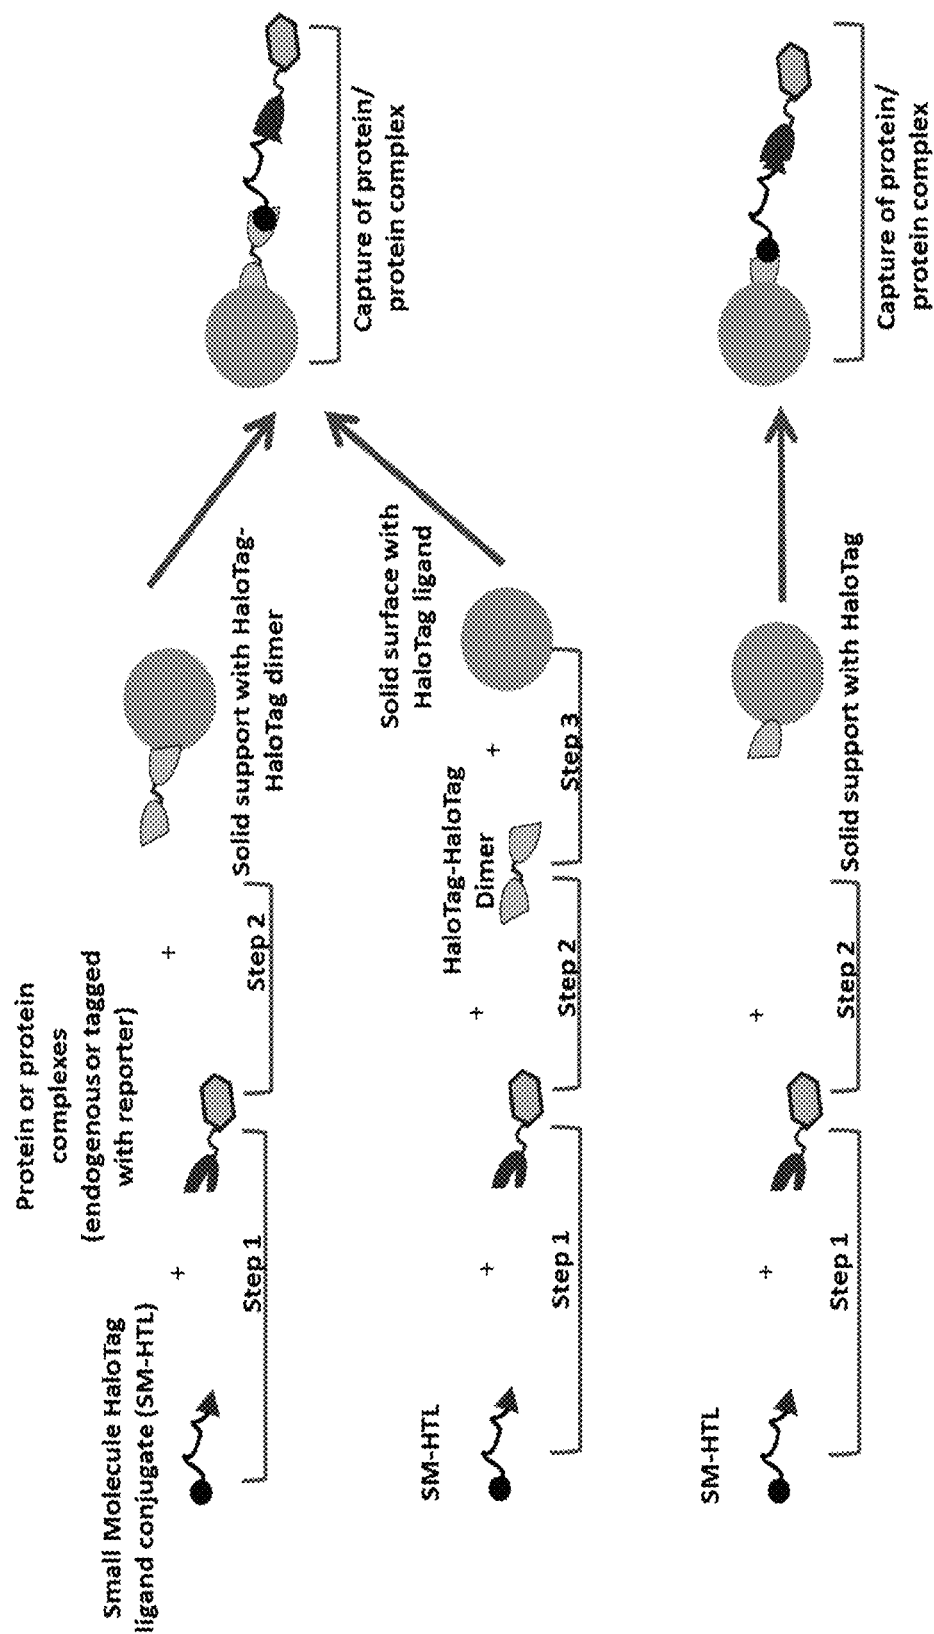 Small Molecule HaloTag
ligand conjugate (SM-HTL)
+
Protein or protein
complexes
(endogenous or tagged
with reporter)
+
Step 1
Step 2
Solid support with HaloTag-
HaloTag dimer
Capture of protein/
protein complex
SM-HTL
+
+
HaloTag-HaloTag
Dimer
+
Solid surface with
HaloTag ligand
Step 1
Step 2
Step 3
SM-HTL
+
+
Step 1
Step 2
Solid support with HaloTag
Capture of protein/
protein complex